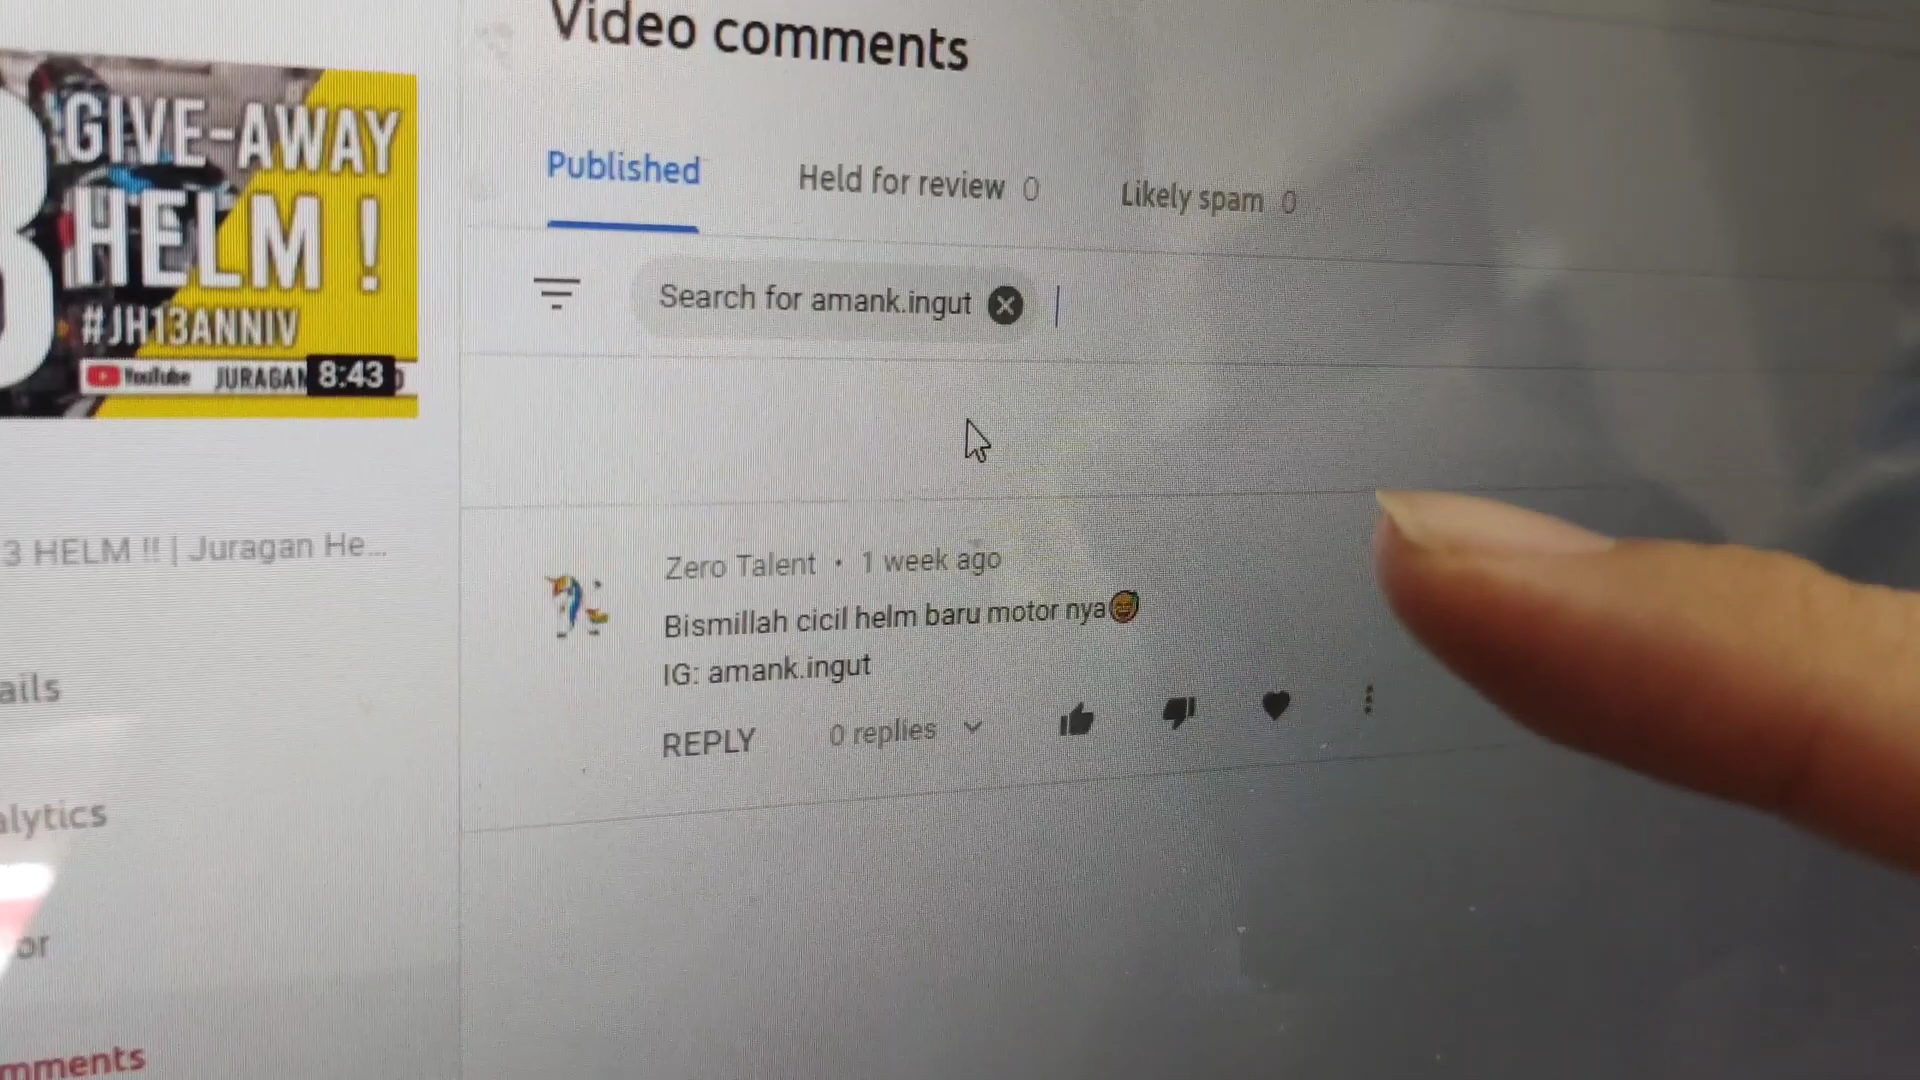 Video comments
GIVE-AWAY
HELM !
#JH13ANNIV
YouTube JURAGAN
8:43
Published
Held for review 0
Likely spam 0
Search for amank.ingut
3 HELM !! | Juragan He...
Zero Talent • 1 week ago
Bismillah cicil helm baru motor nya😅
IG: amank.ingut
REPLY
0 replies
ails
alytics
or
mments